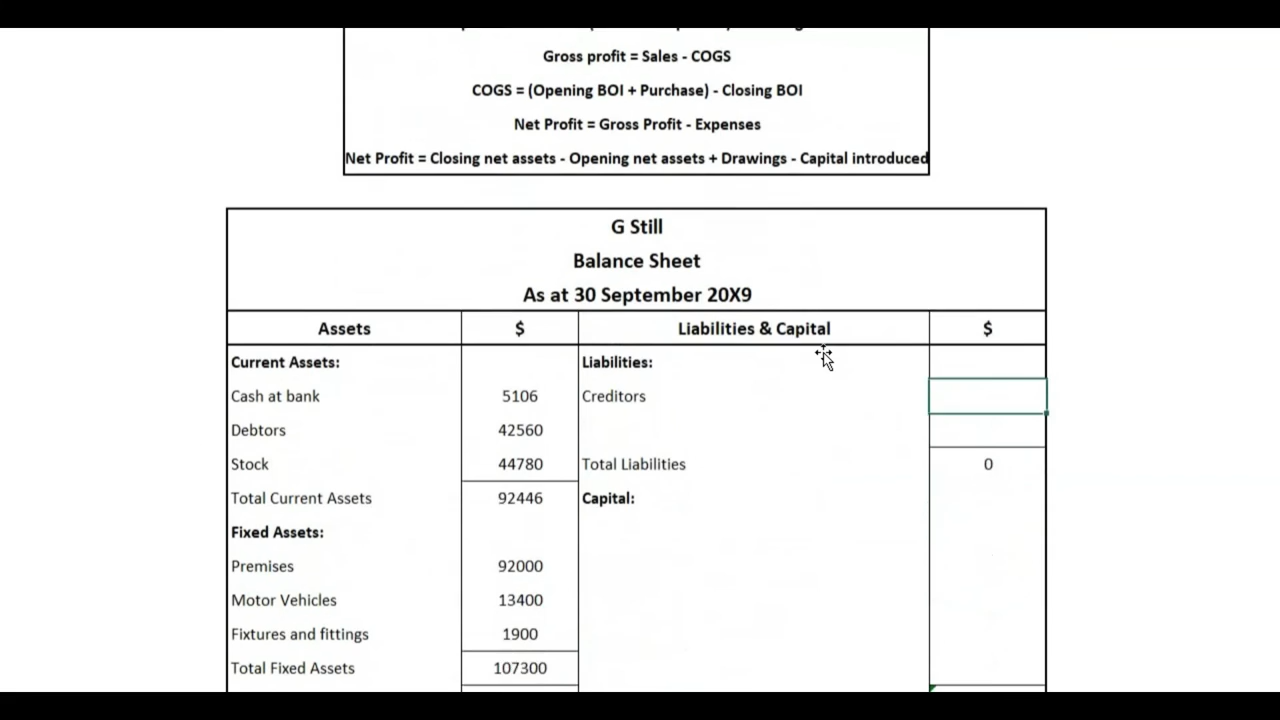 Gross profit = Sales - COGS
COGS = (Opening BOI + Purchase) - Closing BOI
Net Profit = Gross Profit - Expenses
Net Profit = Closing net assets - Opening net assets + Drawings - Capital introduced
G Still
Balance Sheet
As at 30 September 20X9
Assets $ Liabilities & Capital $
Current Assets: Liabilities:
Cash at bank 5106 Creditors
Debtors 42560
Stock 44780 Total Liabilities 0
Total Current Assets 92446 Capital:
Fixed Assets:
Premises 92000
Motor Vehicles 13400
Fixtures and fittings 1900
Total Fixed Assets 107300